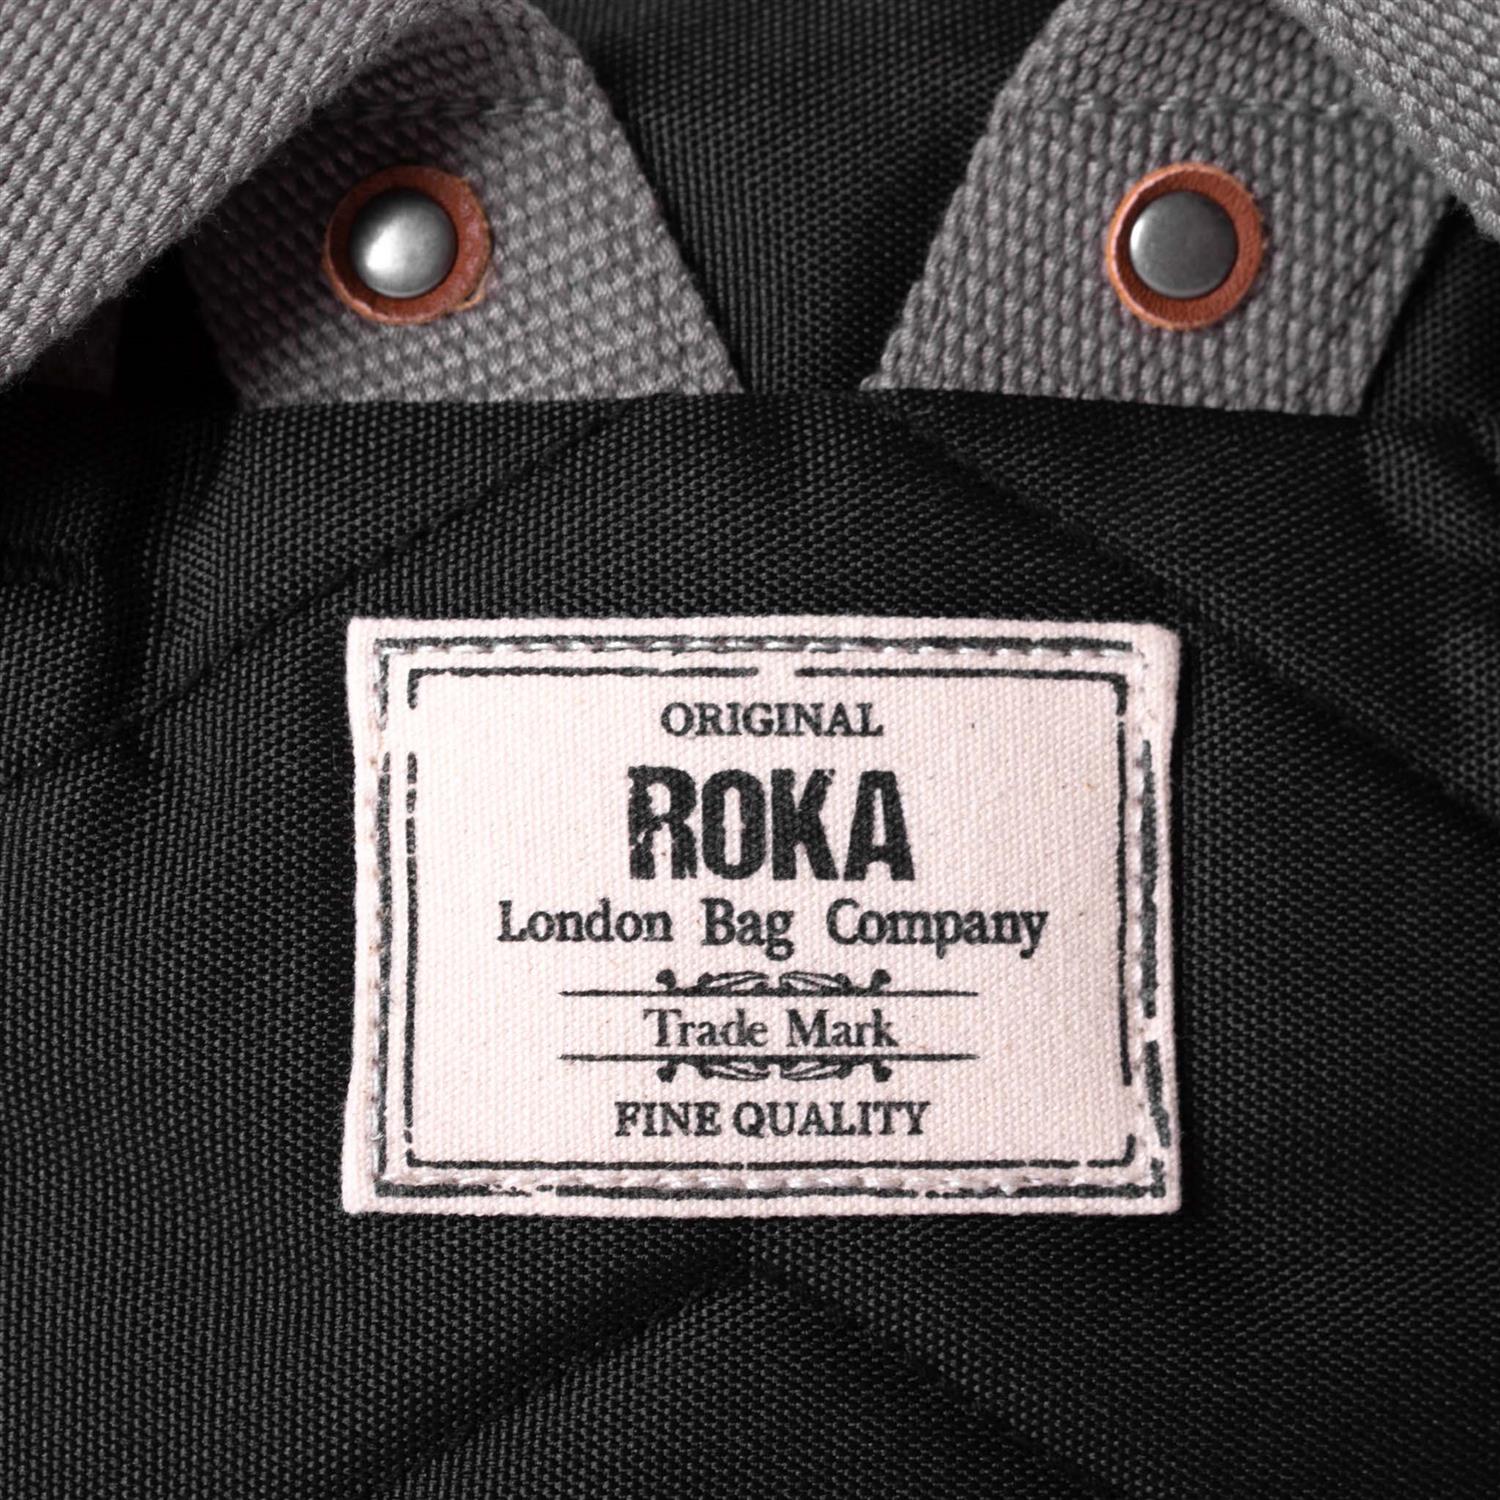 ORIGINAL
ROKA
London Bag Company
Trade Mark
FINE QUALITY